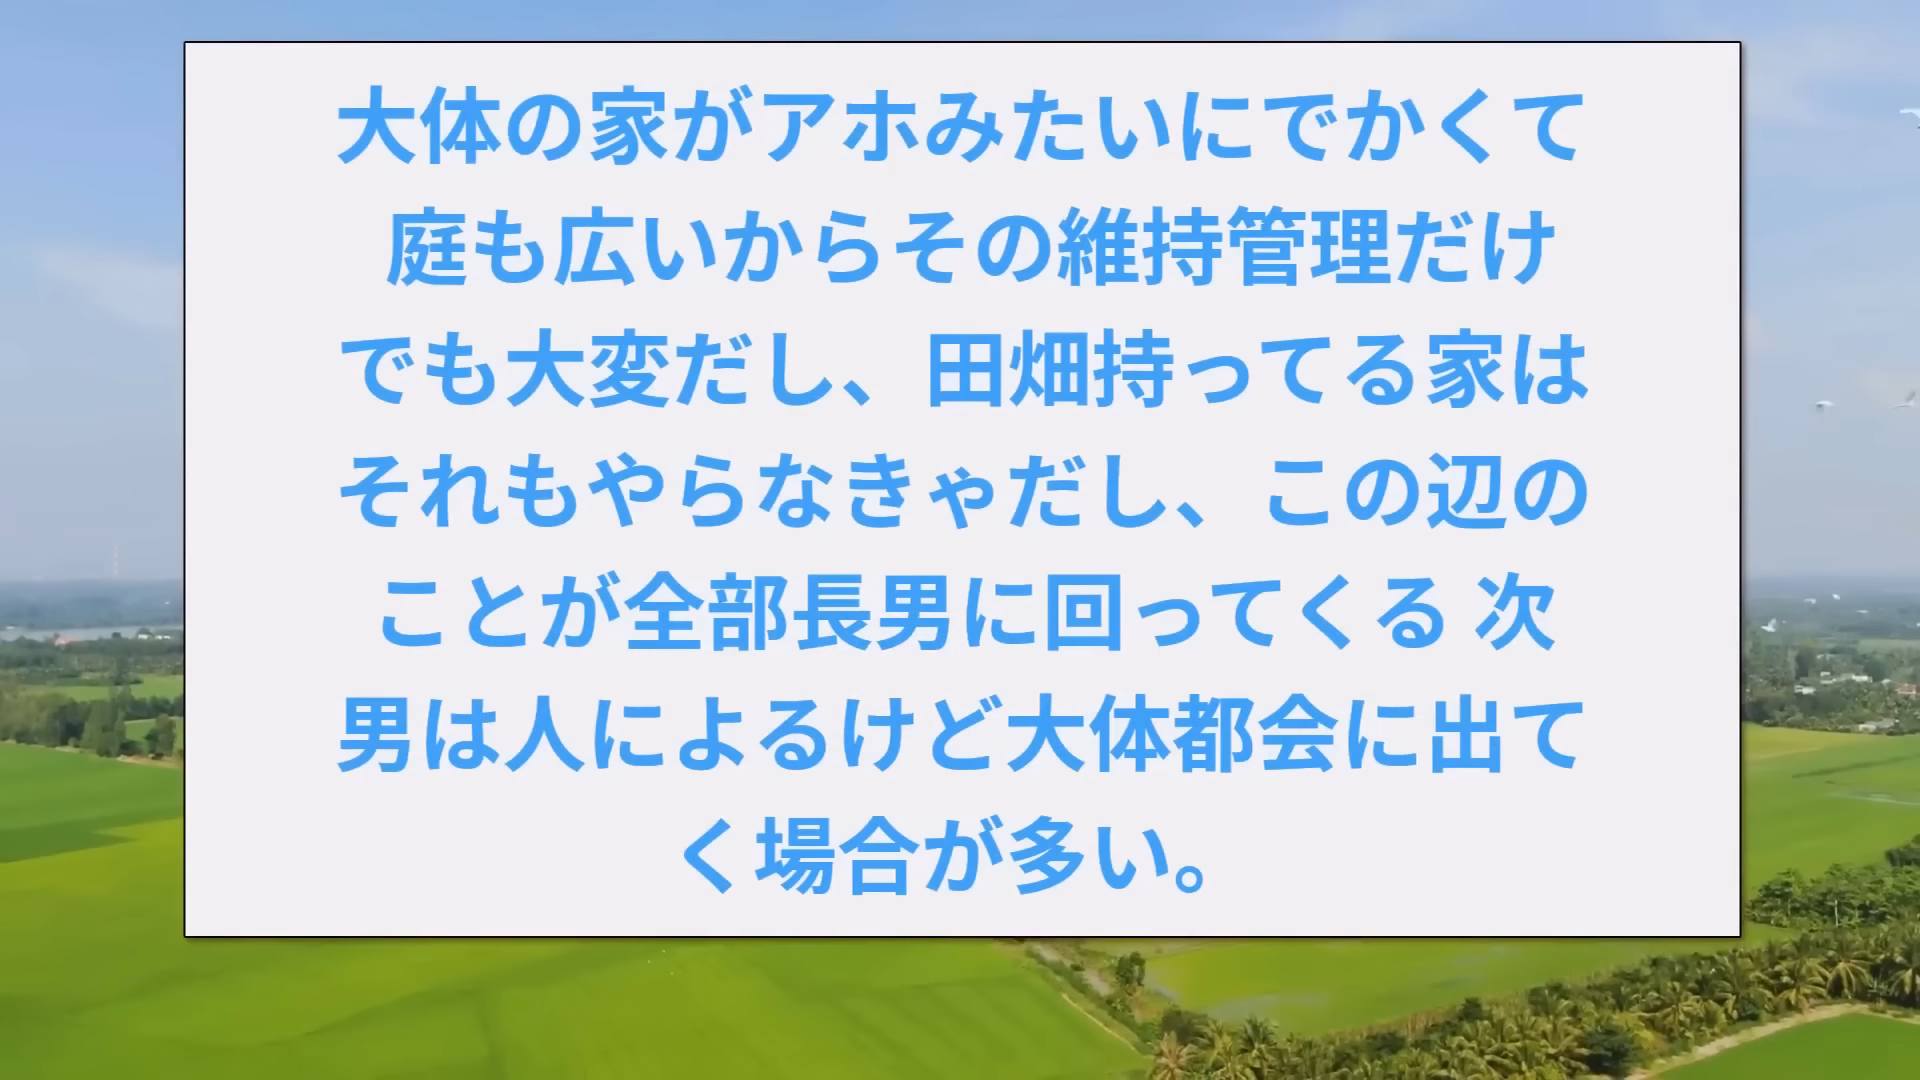 大体の家がアホみたいにでかくて
庭も広いからその維持管理だけ
でも大変だし、田畑持ってる家は
それもやらなきゃだし、この辺の
ことが全部長男に回ってくる 次
男は人によるけど大体都会に出て
く場合が多い。